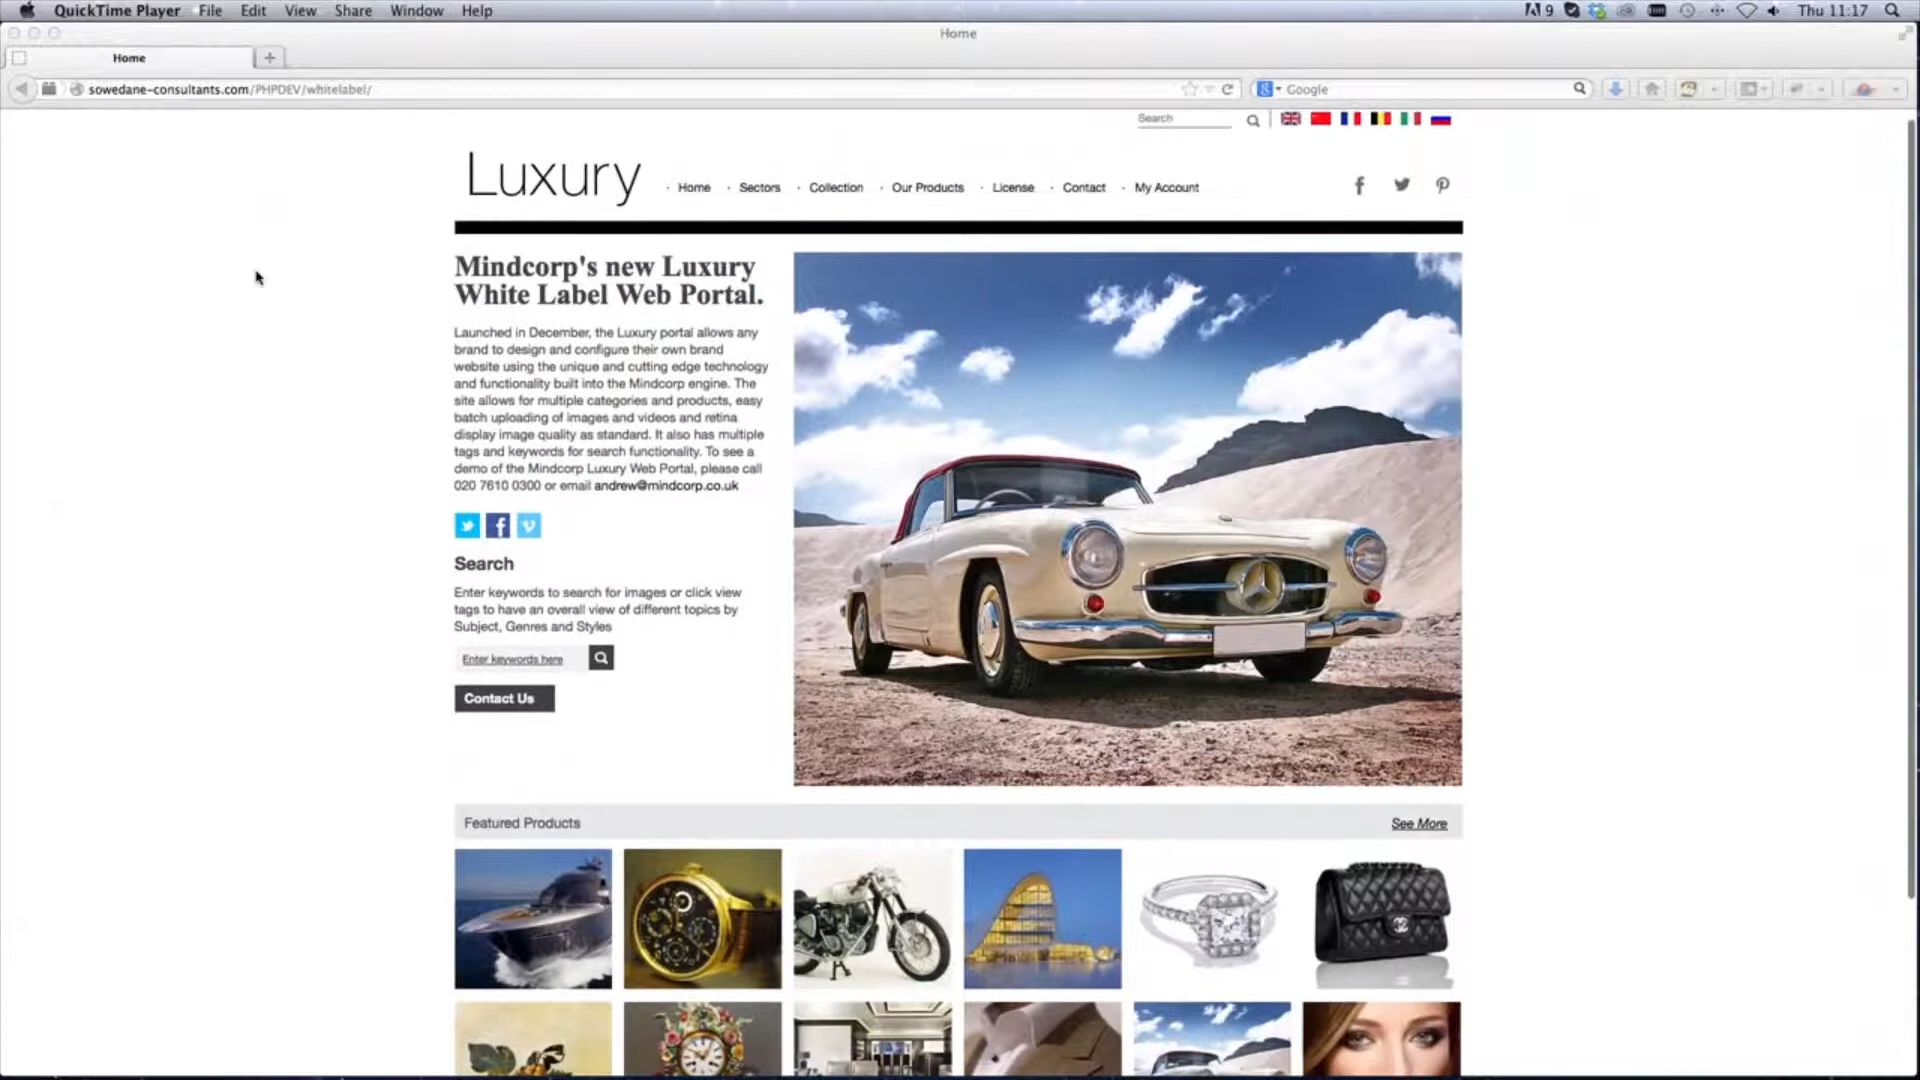 QuickTime Player File Edit View Share Window Help
9 Thu 11:17
Home
Home
sowedane-consultants.com/PHPDEV/whitelabel/
Google
Search
Luxury
Home Sectors Collection Our Products License Contact My Account
Mindcorp's new Luxury
White Label Web Portal.
Launched in December, the Luxury portal allows any
brand to design and configure their own brand
website using the unique and cutting edge technology
and functionality built into the Mindcorp engine. The
site allows for multiple categories and products, easy
batch uploading of images and videos and retina
display image quality as standard. It also has multiple
tags and keywords for search functionality. To see a
demo of the Mindcorp Luxury Web Portal, please call
020 7610 0300 or email andrew@mindcorp.co.uk
Search
Enter keywords to search for images or click view
tags to have an overall view of different topics by
Subject, Genres and Styles
Enter keywords here
Contact Us
Featured Products
See More